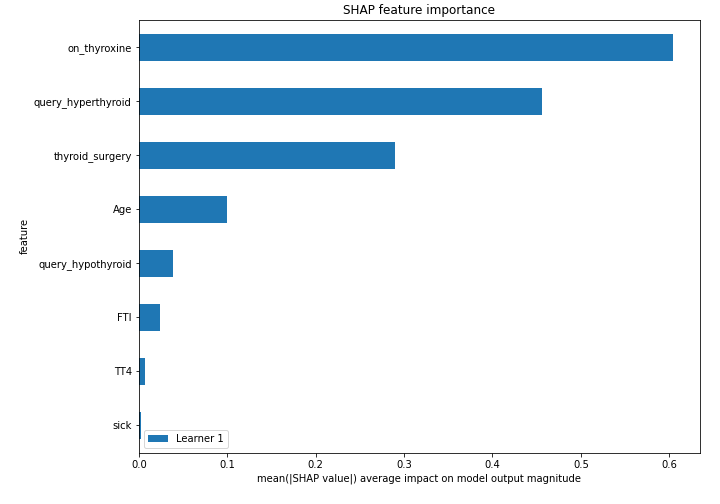 SHAP feature importance
on_thyroxine
query_hyperthyroid
thyroid_surgery
Age
query_hypothyroid
FTI
TT4
sick
feature
Learner 1
0.0 0.1 0.2 0.3 0.4 0.5 0.6
mean(|SHAP value|) average impact on model output magnitude